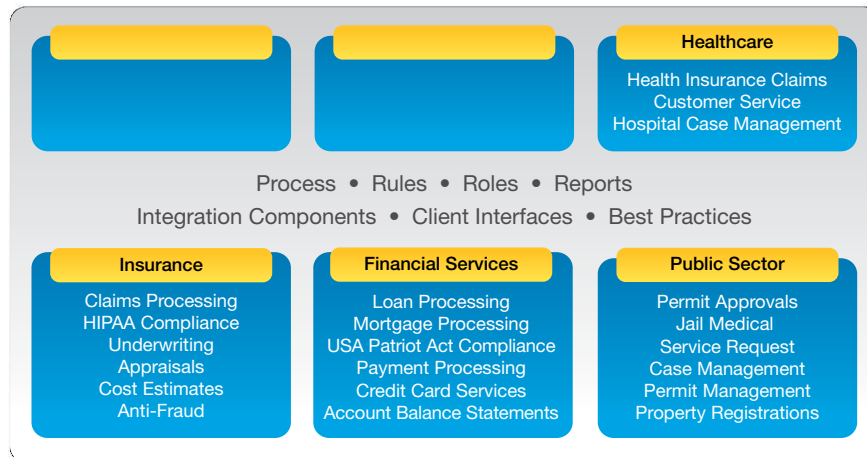 Healthcare
Health Insurance Claims
Customer Service
Hospital Case Management
Process • Rules • Roles • Reports
Integration Components • Client Interfaces • Best Practices
Insurance
Claims Processing
HIPAA Compliance
Underwriting
Appraisals
Cost Estimates
Anti-Fraud
Financial Services
Loan Processing
Mortgage Processing
USA Patriot Act Compliance
Payment Processing
Credit Card Services
Account Balance Statements
Public Sector
Permit Approvals
Jail Medical
Service Request
Case Management
Permit Management
Property Registrations